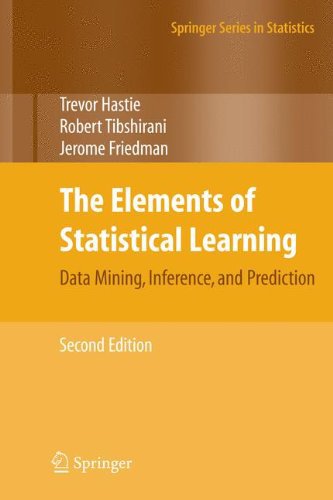 Springer Series in Statistics
Trevor Hastie
Robert Tibshirani
Jerome Friedman
The Elements of
Statistical Learning
Data Mining, Inference, and Prediction
Second Edition
Springer